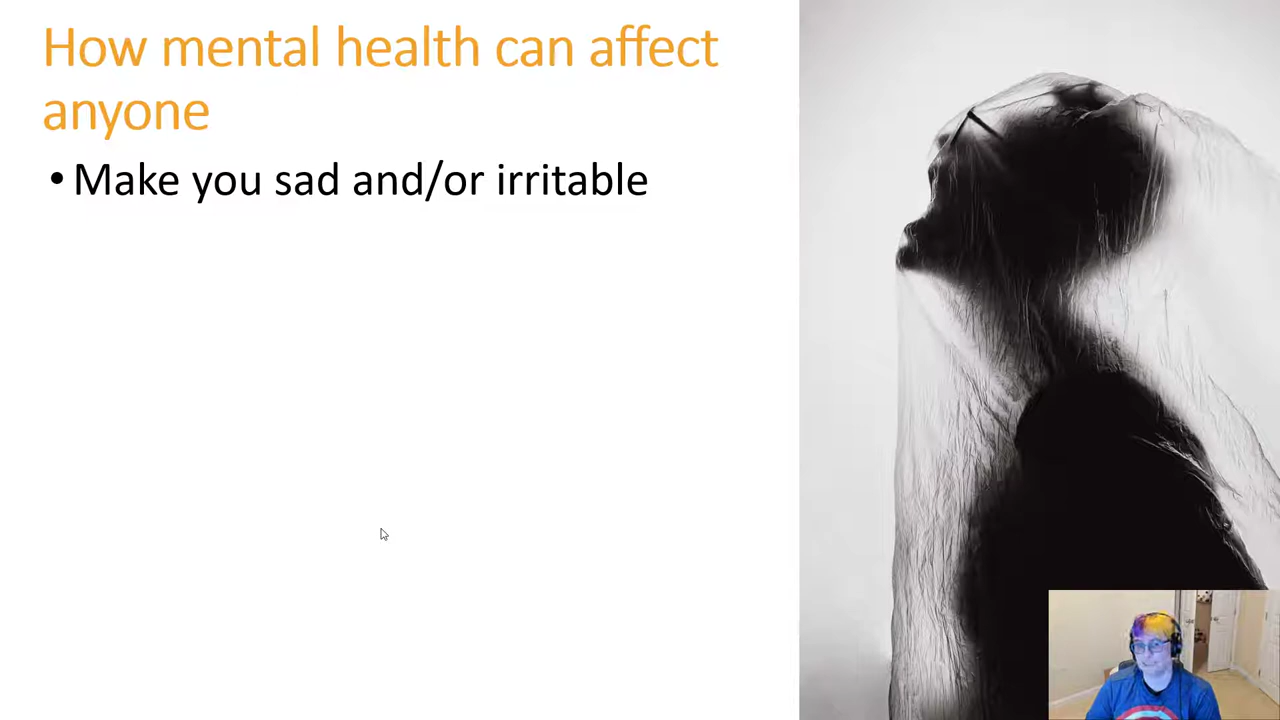 How mental health can affect
anyone
• Make you sad and/or irritable